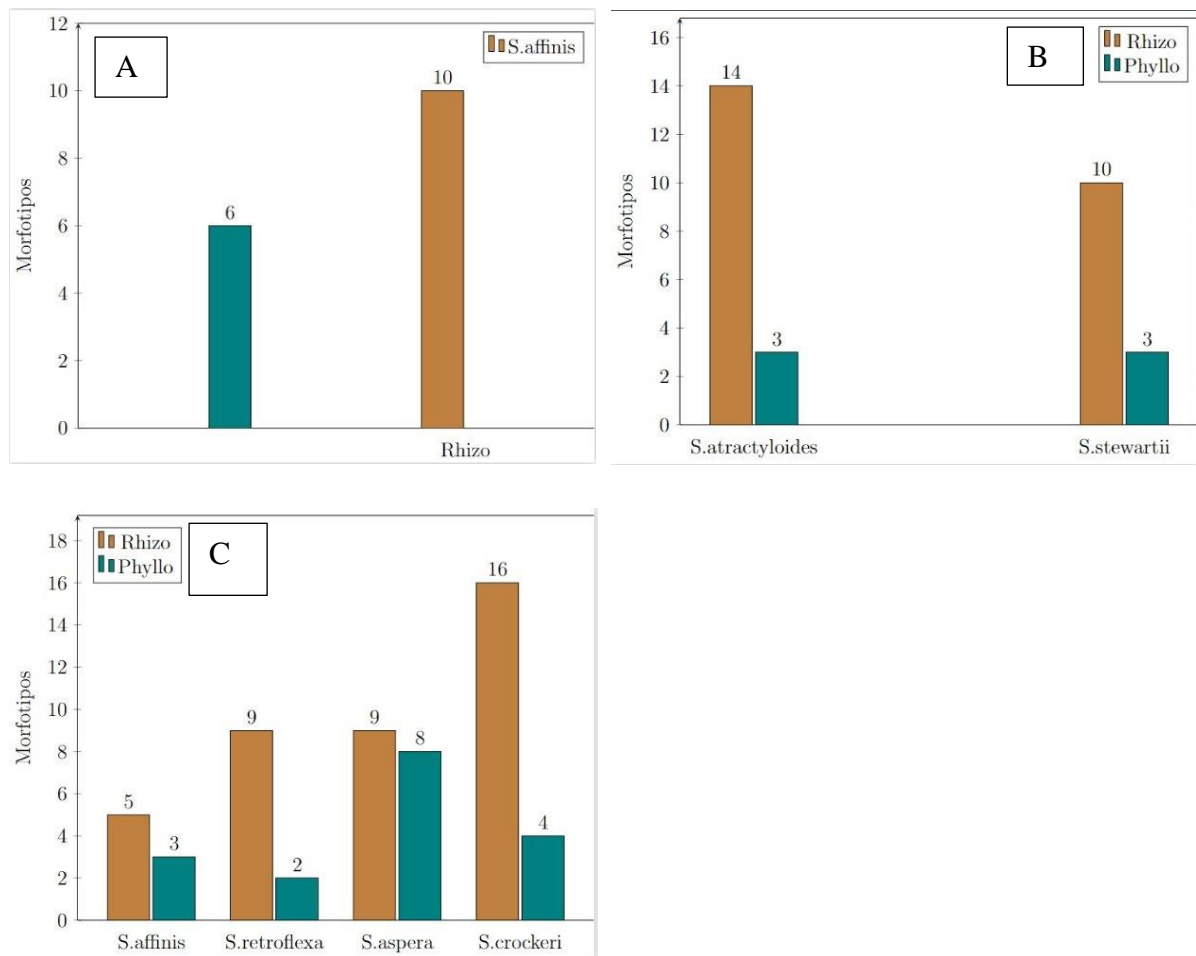 A
S.affinis
Morfotipos
12
10
8
6
4
2
0
6
10
Rhizo
B
Rhizo
Phyllo
Morfotipos
16
14
12
10
8
6
4
2
0
14
3
10
3
S.atractyloides
S.stewartii
Rhizo
Phyllo
C
Morfotipos
18
16
14
12
10
8
6
4
2
0
5
3
9
2
9
8
16
4
S.affinis
S.retroflexa
S.aspera
S.crockeri